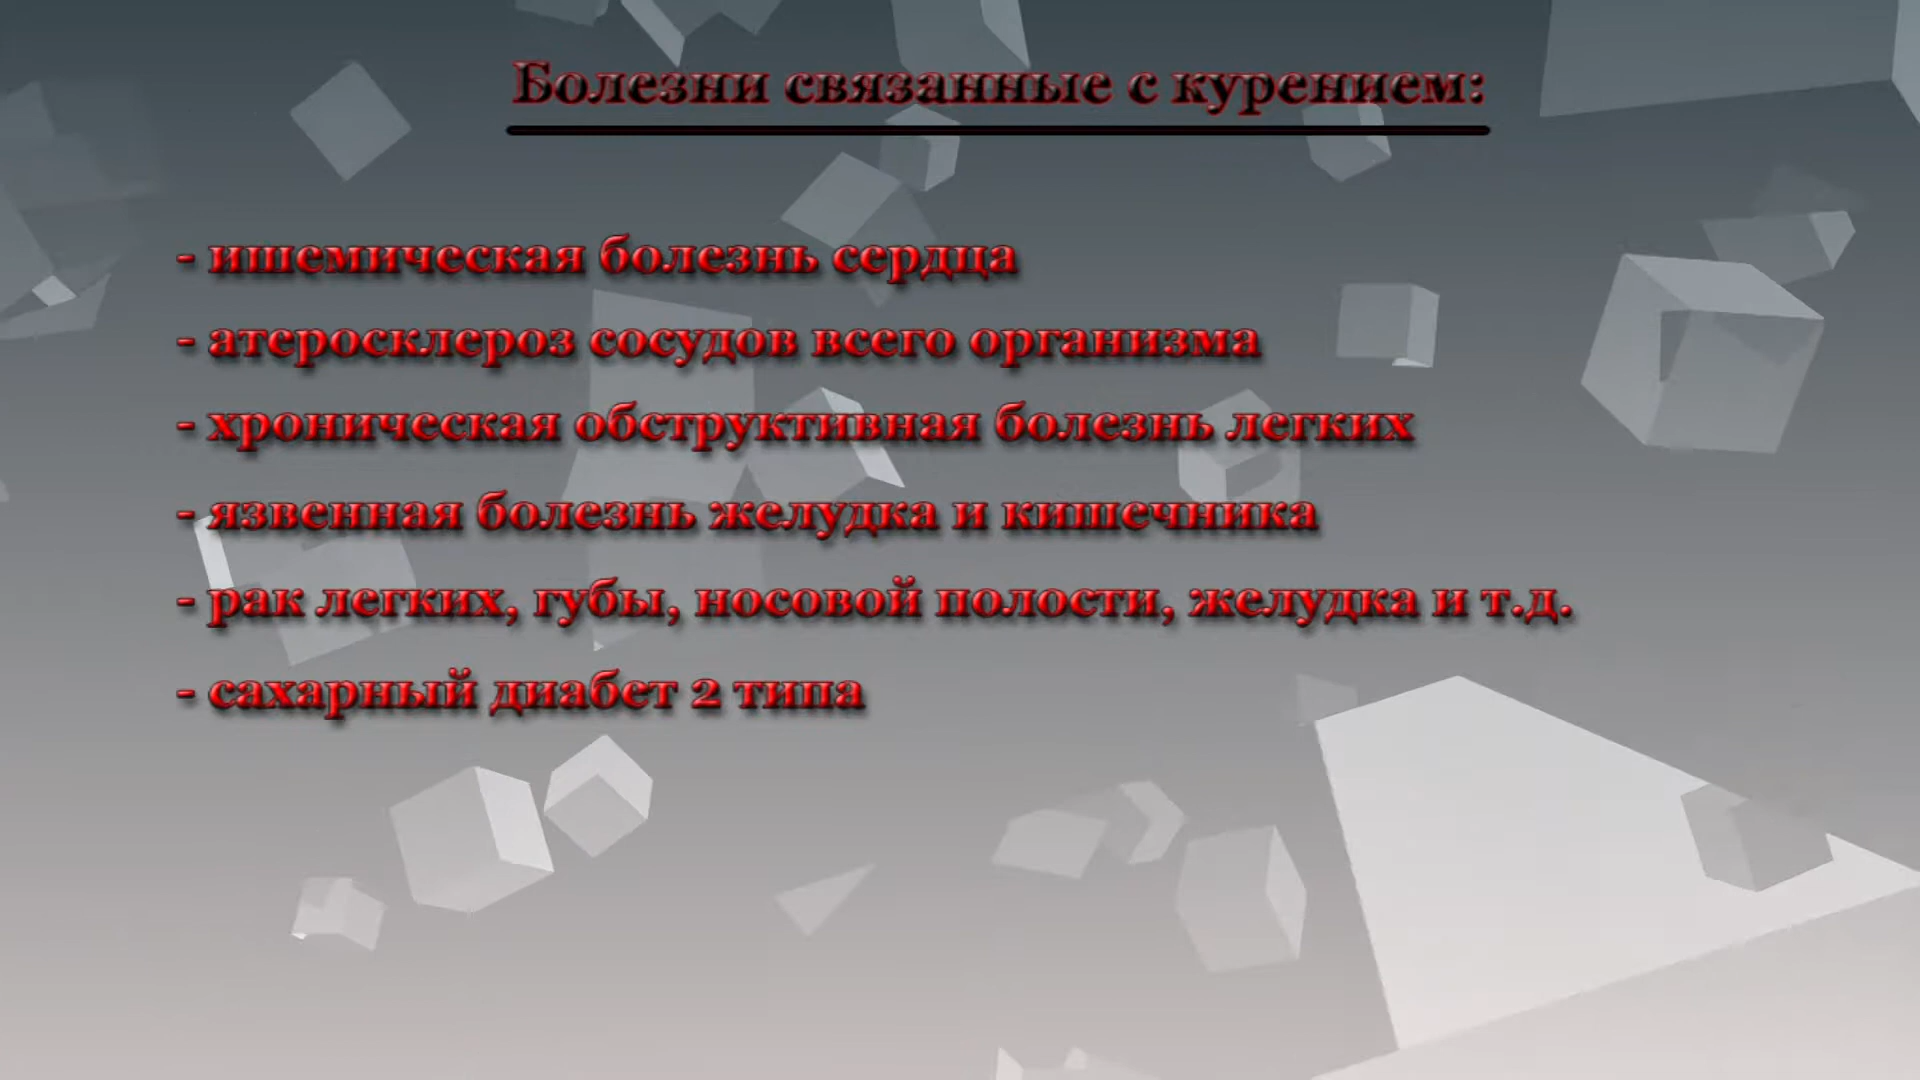 Болезни связанные с курением:
- ишемическая болезнь сердца
- атеросклероз сосудов всего организма
- хроническая обструктивная болезнь легких
- язвенная болезнь желудка и кишечника
- рак легких, губы, носовой полости, желудка и т.д.
- сахарный диабет 2 типа